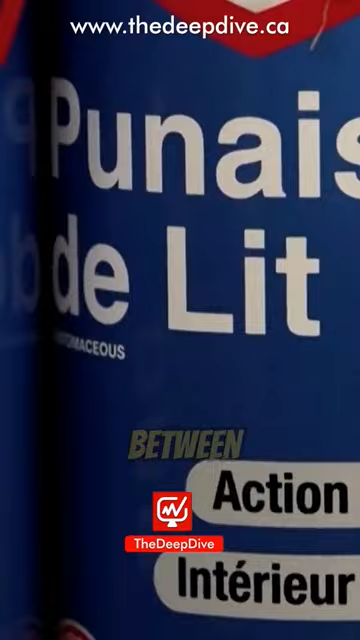 www.thedeepdive.ca
Punais
de Lit
BETWEEN
Action
TheDeepDive
Intérieur